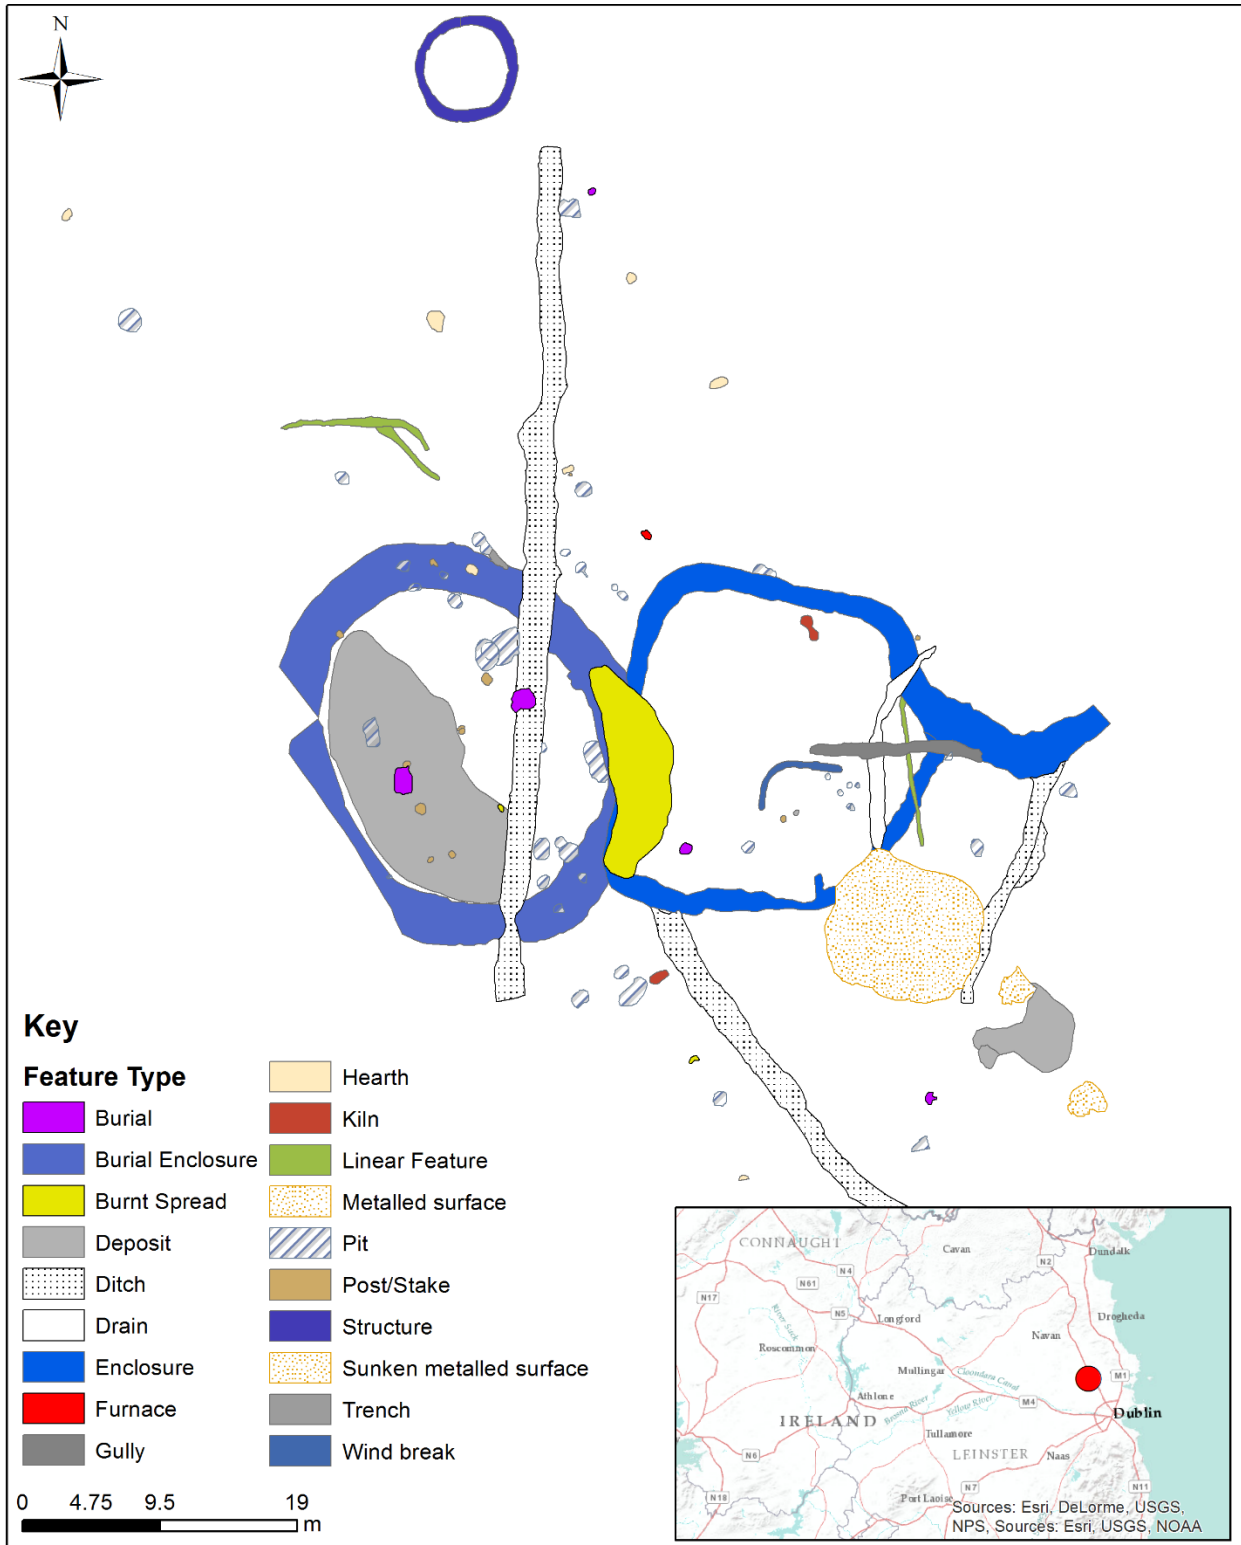 N
Key
Feature Type
Burial
Burial Enclosure
Burnt Spread
Deposit
Ditch
Drain
Enclosure
Furnace
Gully
Hearth
Kiln
Linear Feature
Metalled surface
Pit
Post/Stake
Structure
Sunken metalled surface
Trench
Wind break
0 4.75 9.5 19
m
CONNAUGHT
Cavan
Dundalk
N2
N4
N61
N17
N5
Longford
Drogheda
Navan
River Suck
Roscommon
Mullingar
M1
Athlone
M4
Dublin
IRELAND
Tullamore
LEINSTER
Naas
N6
N7
N11
N18
Port Laoise
Sources: Esri, DeLorme, USGS,
NPS, Sources: Esri, USGS, NOAA